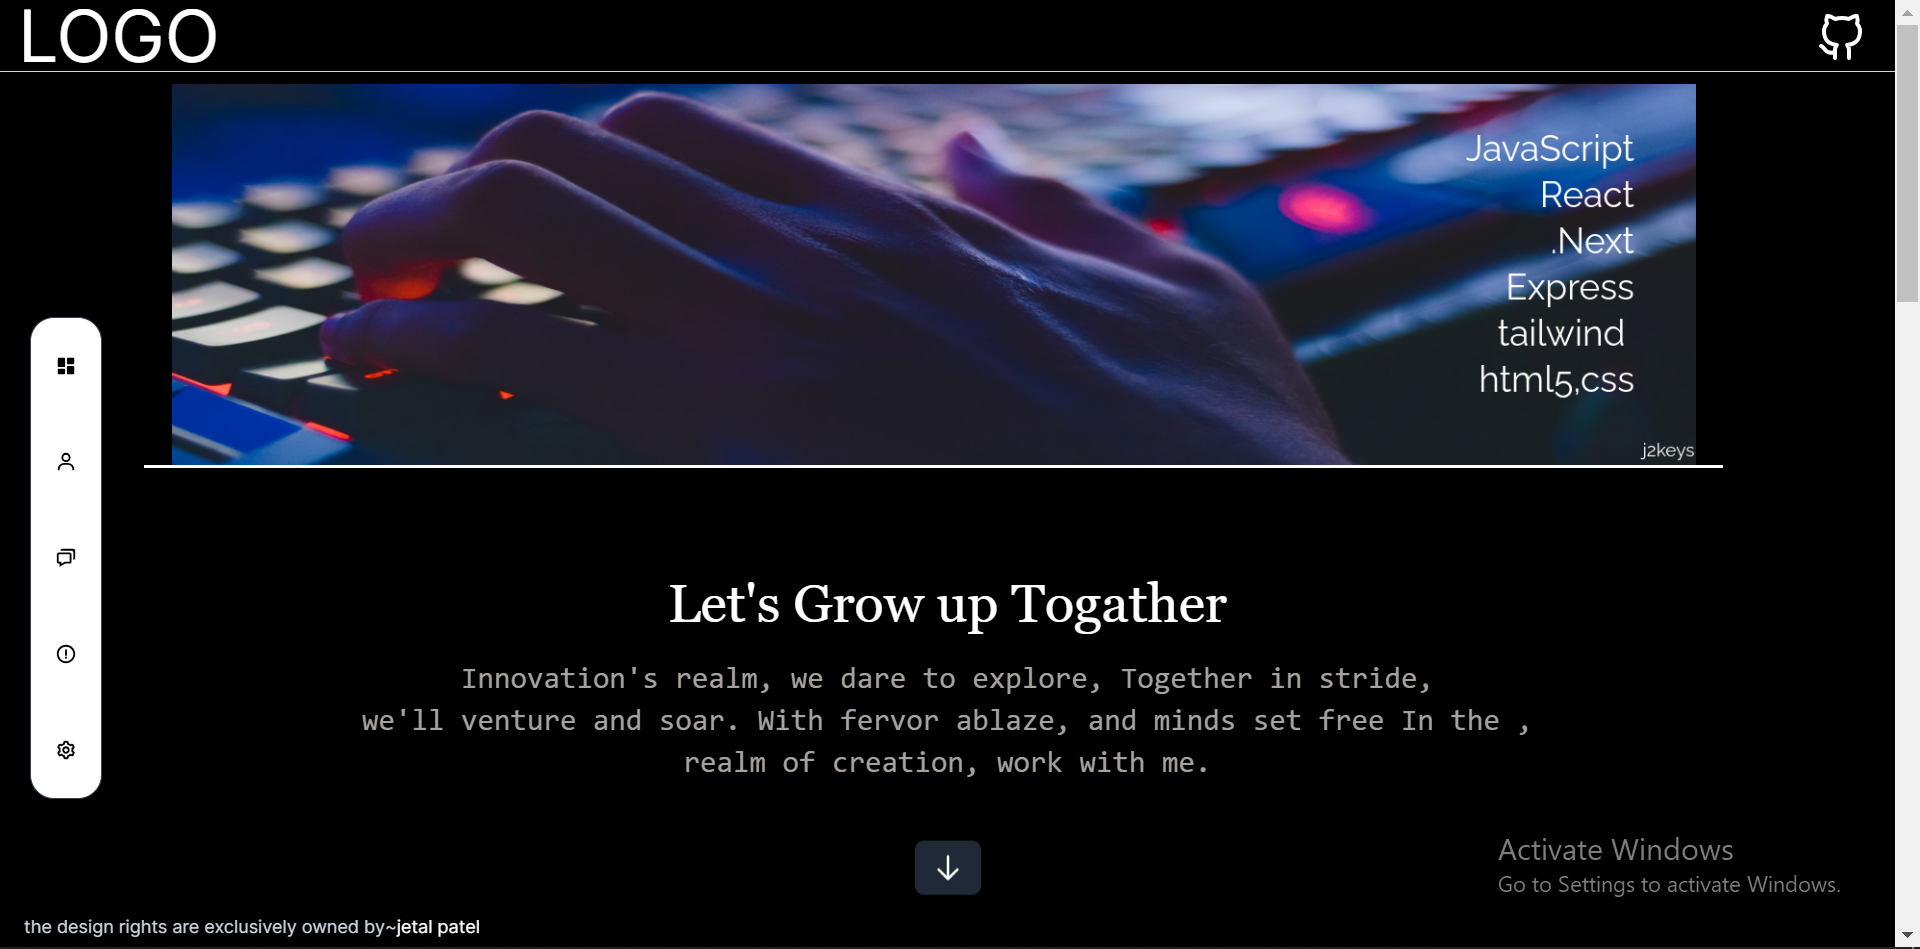 LOGO
JavaScript
React
.Next
Express
tailwind
html5,css
j2keys
Let's Grow up Togather
Innovation's realm, we dare to explore, Together in stride,
we'll venture and soar. With fervor ablaze, and minds set free In the ,
realm of creation, work with me.
Activate Windows
Go to Settings to activate Windows.
the design rights are exclusively owned by~jetal patel